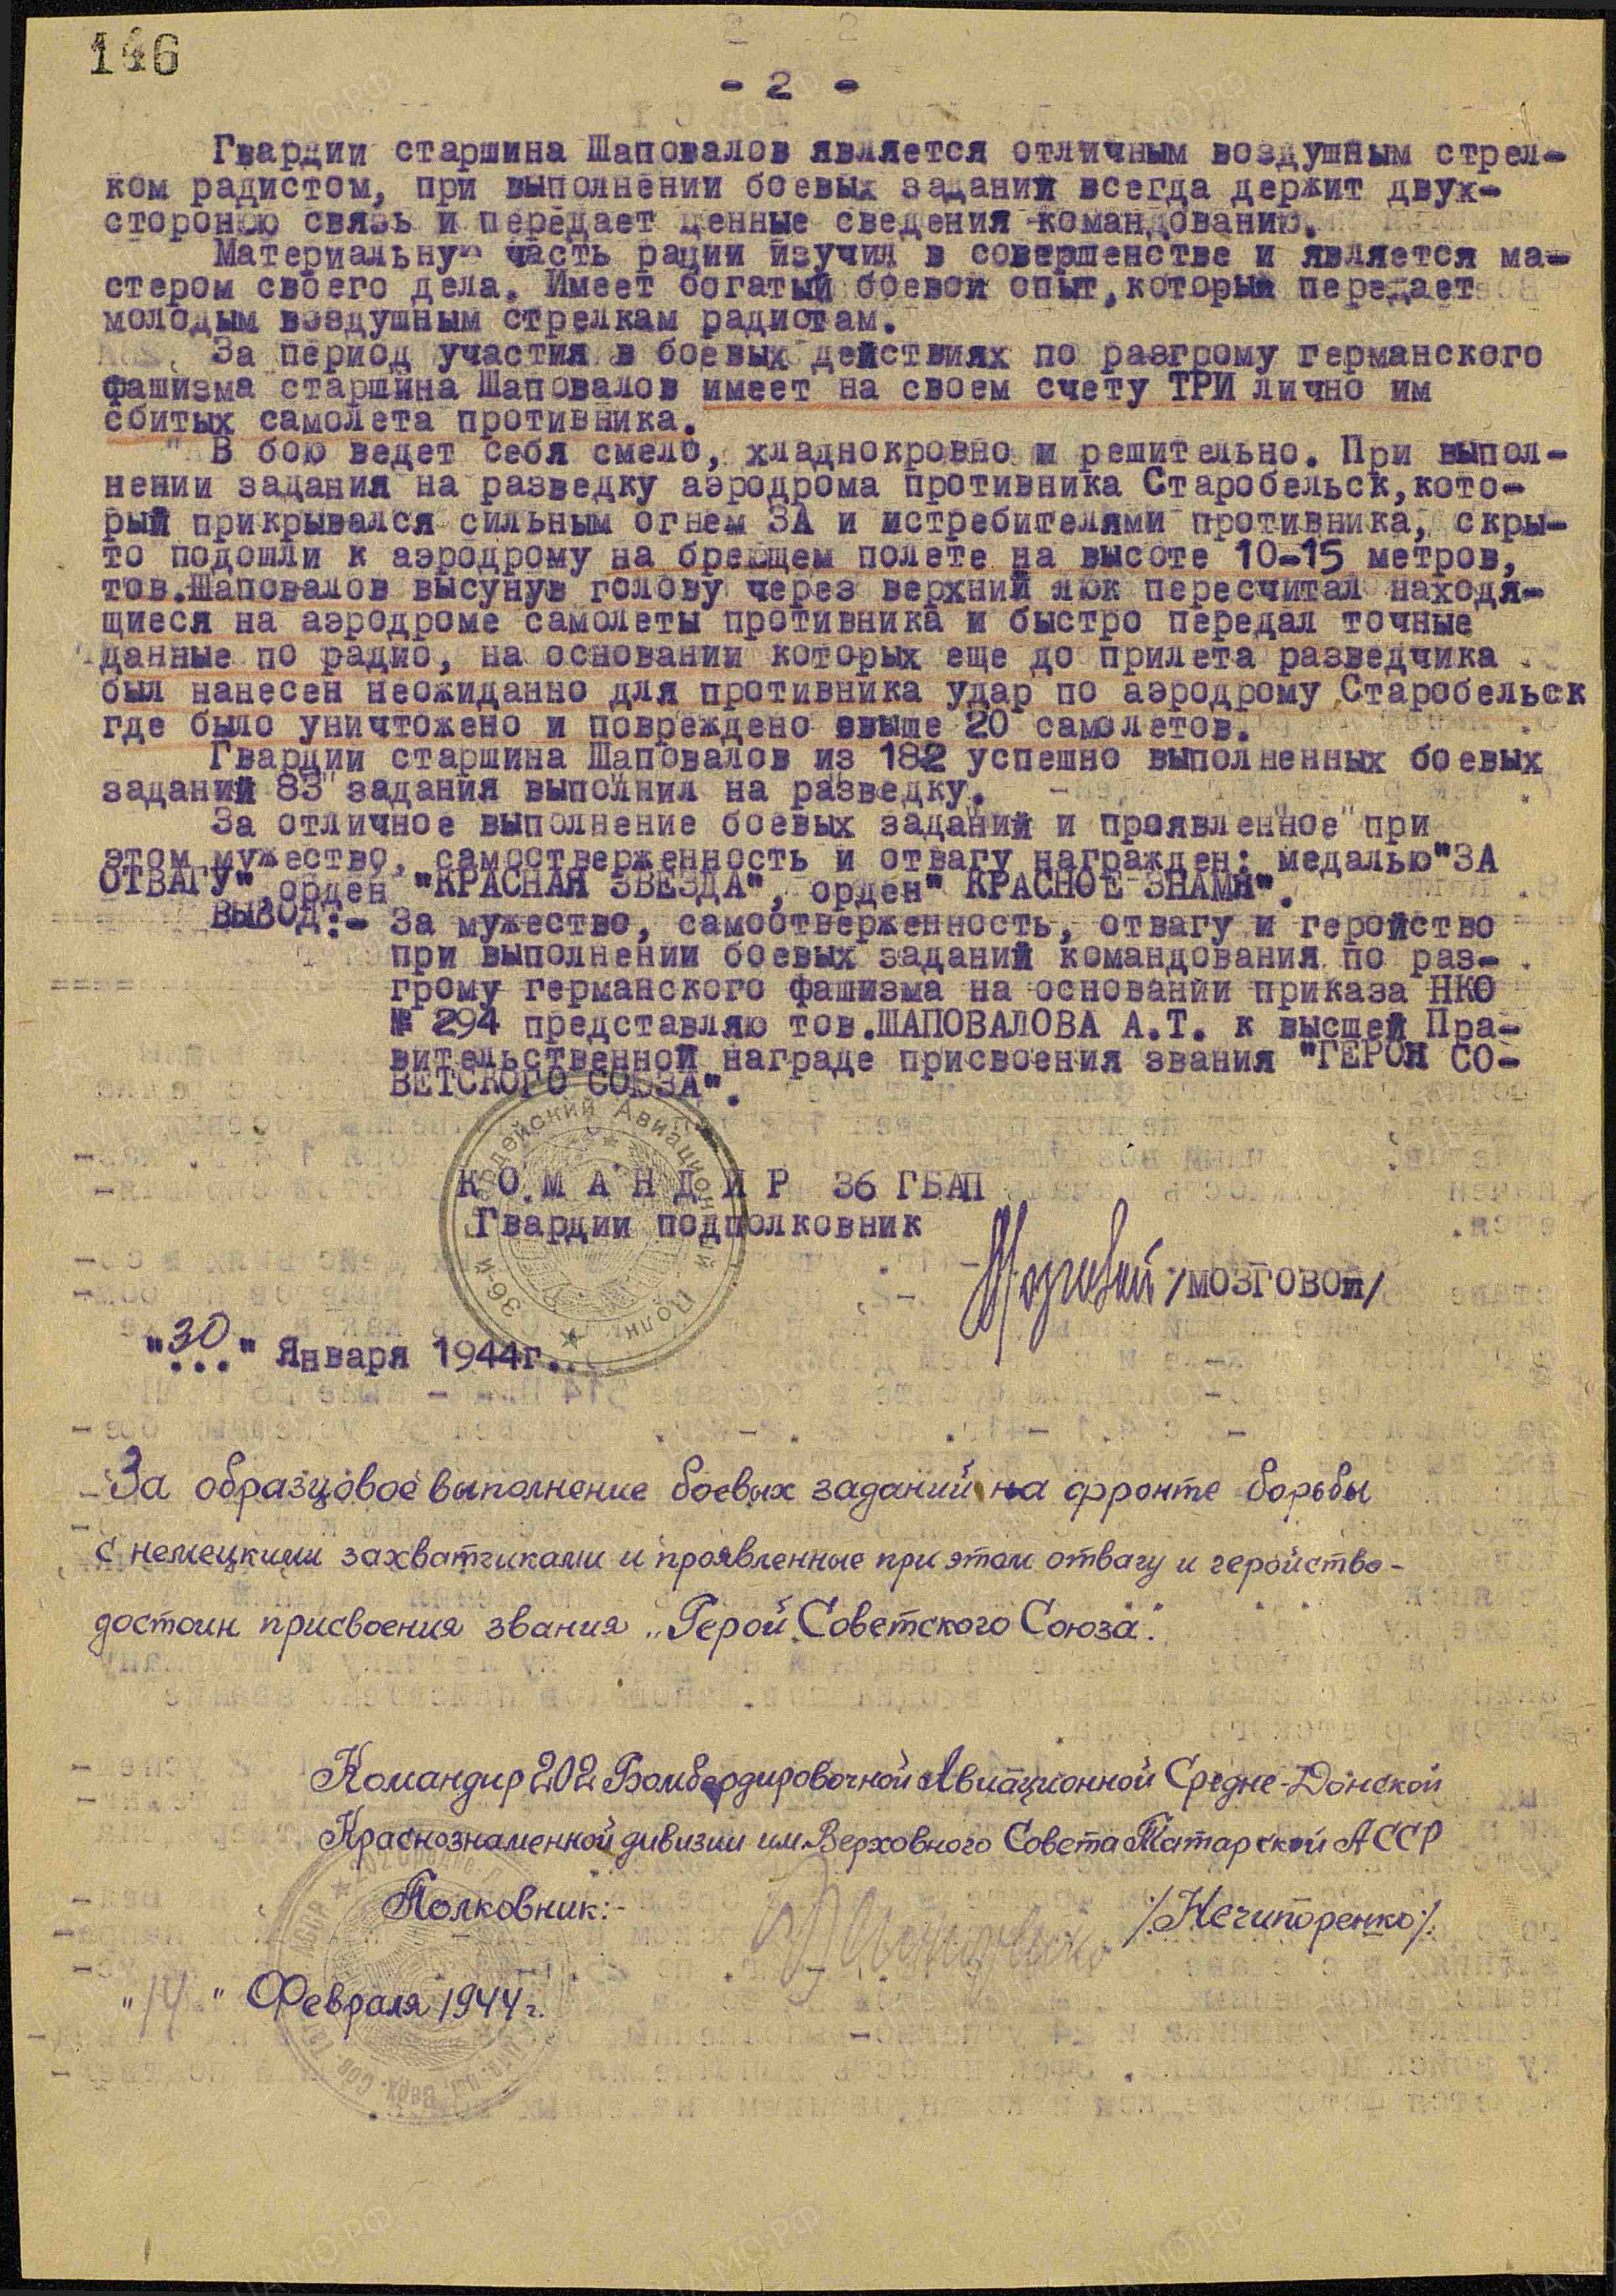 146
- 2 -
Гвардии старшина Шаповалов является отличным воздушным стрел-
ком радистом, при выполнении боевых заданий всегда держит двух-
сторонюю связь и передает ценные сведения командованию.
Материальную часть рации изучил в совершенстве и является ма-
стером своего дела. Имеет богатый боевой опыт,который передает
молодым воздушным стрелкам радистам.
За период участия в боевых действиях по разгрому германского
фашизма старшина Шаповалов имеет на своем счету ТРИ лично им
сбитых самолета противника.
В бою ведет себя смело, хладнокровно и решительно. При выпол-
нении задания на разведку аэродрома противника Старобельск,кото-
рый прикрывался сильным огнем ЗА и истребителями противника, скры-
то подошли к аэродрому на бреющем полете на высоте 10-15 метров,
тов.Шаповалов высунув голову через верхний люк пересчитал находя-
щиеся на аэродроме самолеты противника и быстро передал точные
данные по радио, на основании которых еще до прилета разведчика
был нанесен неожиданно для противника удар по аэродрому Старобельск
где было уничтожено и повреждено свыше 20 самолетов.
Гвардии старшина Шаповалов из 182 успешно выполненных боевых
заданий 83 задания выполнил на разведку.
За отличное выполнение боевых заданий и проявленное при
этом мужество, самоотверженность и отвагу награжден: медалью"ЗА
ОТВАГУ",орден "КРАСНАЯ ЗВЕЗДА", орден" КРАСНОЕ ЗНАМЯ".
ВЫВОД:- За мужество, самоотверженность, отвагу и геройство
при выполнении боевых заданий командования по раз-
грому германского фашизма на основании приказа НКО
№ 294 представляю тов.ШАПОВАЛОВА А.Т. к высшей Пра-
вительственной награде присвоения звания "ГЕРОЯ СО-
ВЕТСКОГО СОЮЗА".
36-й Гвардейский Авиационный Полк
К О М А Н Д И Р 36 ГБАП
Гвардии подполковник
Мозговой /МОЗГОВОЙ/
"30" Января 1944г..
За образцовое выполнение боевых заданий на фронте борьбы
с немецкими захватчиками и проявленные при этом отвагу и геройство-
достоин присвоения звания „Герой Советского Союза".
Командир 202 Бомбардировочной Авиационной Средне-Донской
Краснознаменной дивизии им.Верховного Совета Татарской АССР
Полковник:- /:Нечипоренко:/.
„14" Февраля 1944г.